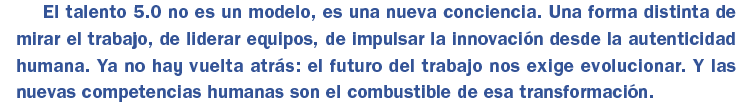 El talento 5.0 no es un modelo, es una nueva conciencia. Una forma distinta de
mirar el trabajo, de liderar equipos, de impulsar la innovación desde la autenticidad
humana. Ya no hay vuelta atrás: el futuro del trabajo nos exige evolucionar. Y las
nuevas competencias humanas son el combustible de esa transformación.